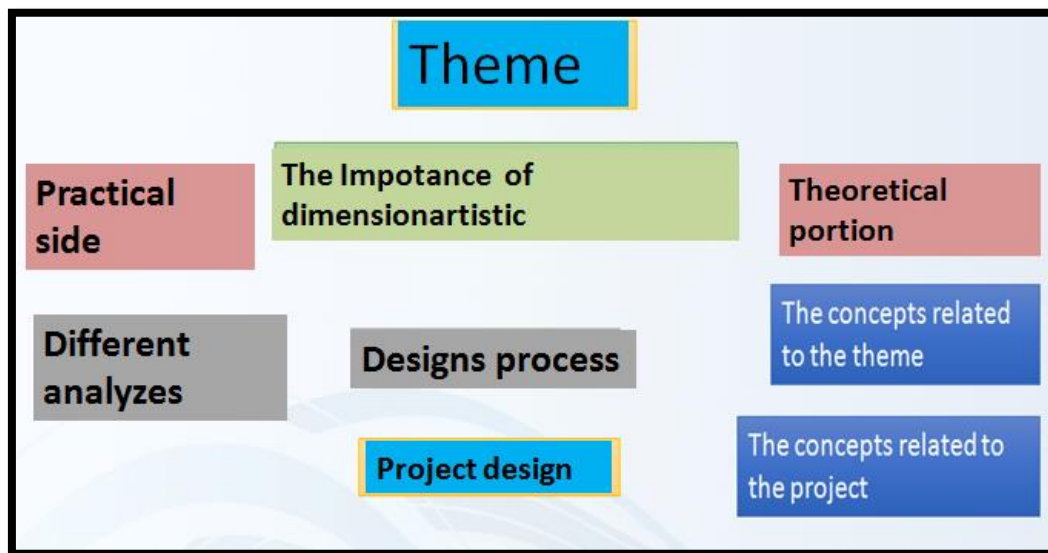 Theme
Practical
side
The Impotance of
dimensionartistic
Theoretical
portion
Different
analyzes
Designs process
The concepts related
to the theme
Project design
The concepts related to
the project